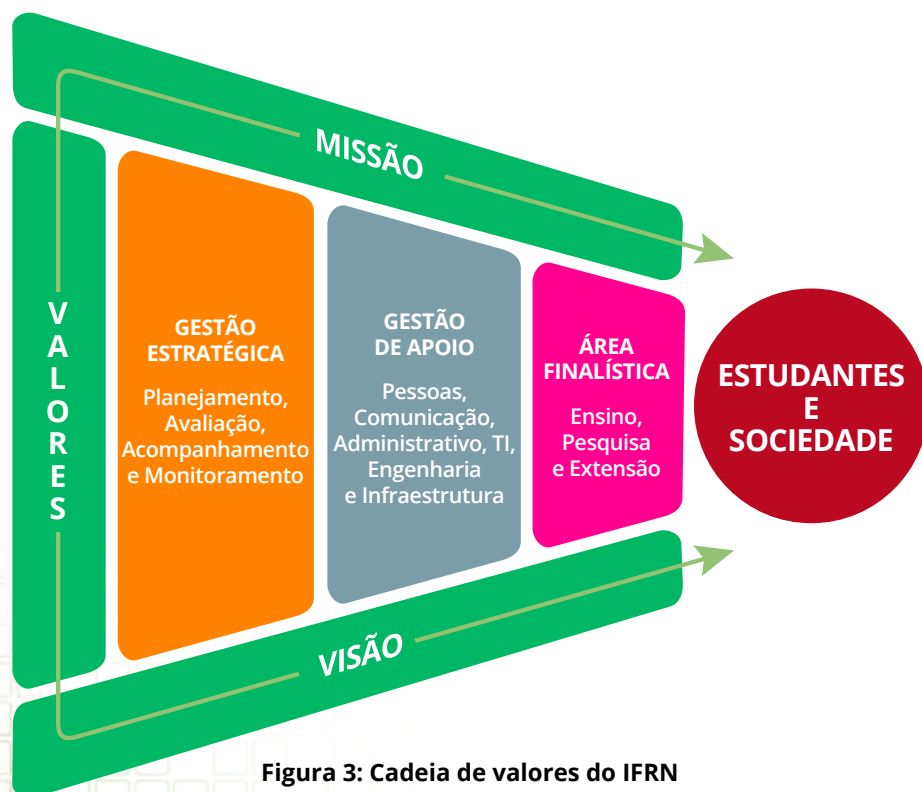 MISSÃO
VALORES
GESTÃO
ESTRATÉGICA
Planejamento,
Avaliação,
Acompanhamento
e Monitoramento
GESTÃO
DE APOIO
Pessoas,
Comunicação,
Administrativo, TI,
Engenharia
e Infraestrutura
ÁREA
FINALÍSTICA
Ensino,
Pesquisa
e Extensão
ESTUDANTES
E
SOCIEDADE
VISÃO
Figura 3: Cadeia de valores do IFRN